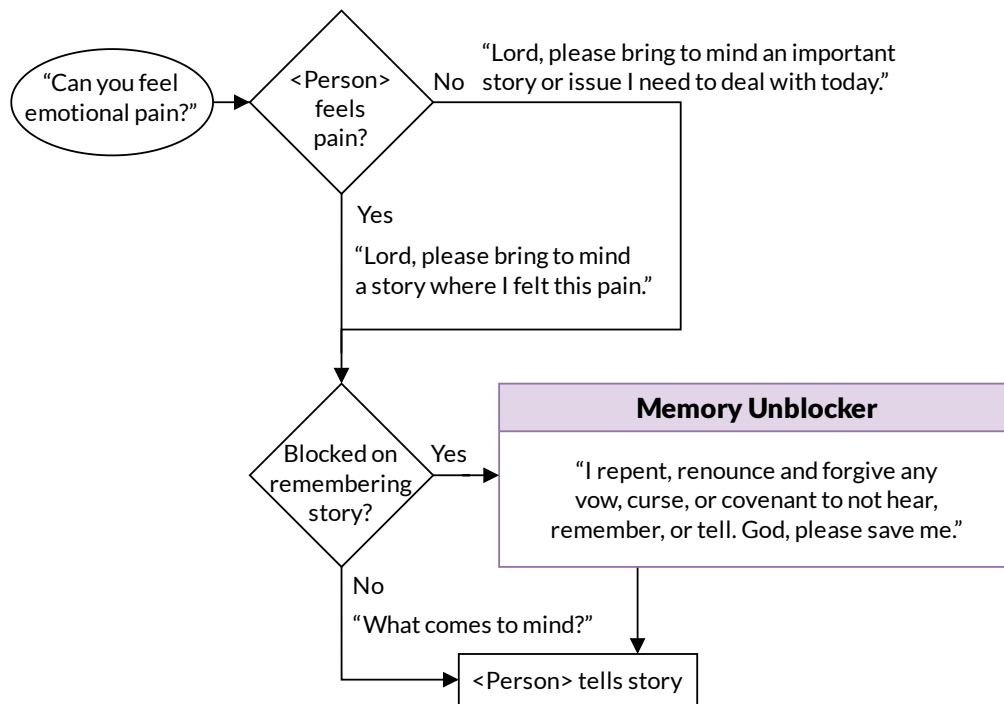 “Can you feel
emotional pain?”
<Person>
feels
pain?
No
“Lord, please bring to mind an important
story or issue I need to deal with today.”
Yes
“Lord, please bring to mind
a story where I felt this pain.”
Blocked on
remembering
story?
Yes
Memory Unblocker
“I repent, renounce and forgive any
vow, curse, or covenant to not hear,
remember, or tell. God, please save me.”
No
“What comes to mind?”
<Person> tells story